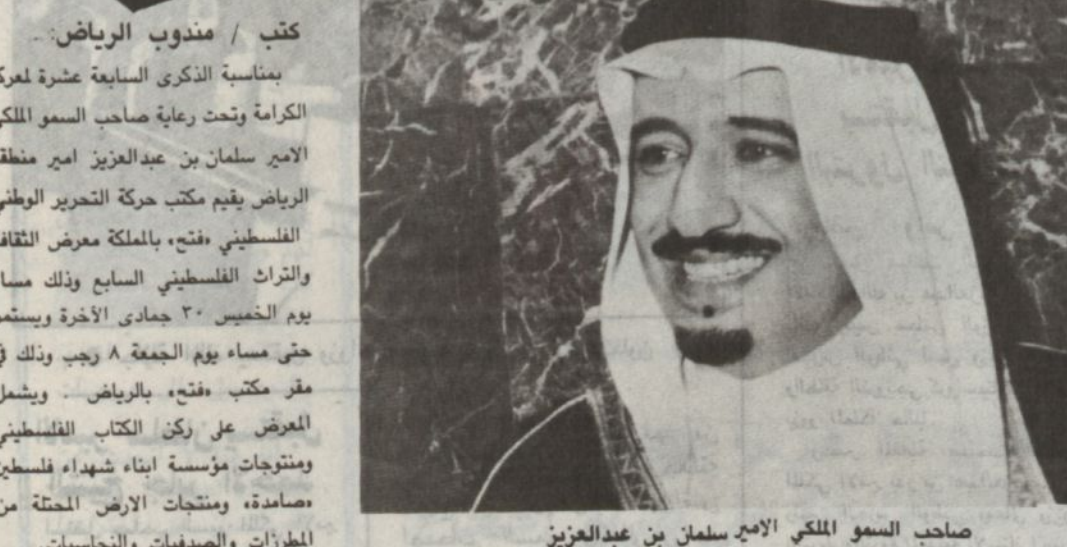 كتب / مندوب الرياض:
بمناسبة الذكرى السابعة عشرة لمعركة
الكرامة وتحت رعاية صاحب السمو الملكي
الامير سلمان بن عبدالعزيز امير منطقة
الرياض يقيم مكتب حركة التحرير الوطني
الفلسطيني «فتح» بالمملكة معرض الثقافة
والتراث الفلسطيني السابع وذلك مساء
يوم الخميس ٣٠ جمادى الآخرة ويستمر
حتى مساء يوم الجمعة ٨ رجب وذلك في
مقر مكتب «فتح» بالرياض . ويشمل
المعرض على ركن الكتاب الفلسطيني
ومنتوجات مؤسسة ابناء شهداء فلسطين
«صامدة» ومنتجات الارض المحتلة من
المطرزات والصدفيات والنحاسيات.
صاحب السمو الملكي الامير سلمان بن عبدالعزيز